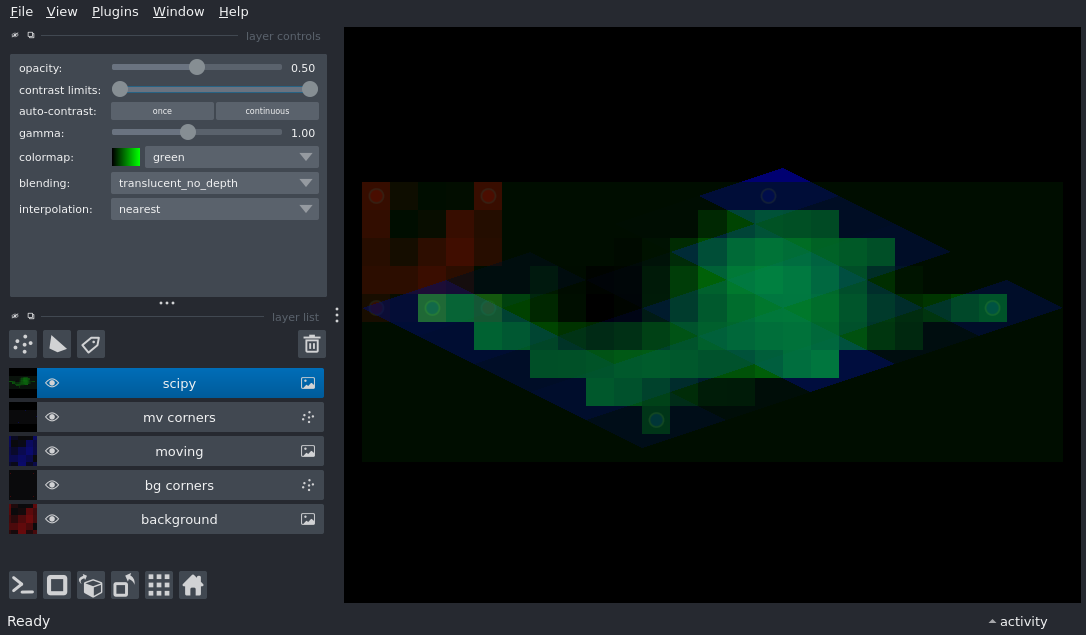 File View Plugins Window Help
layer controls
opacity: 0.50
contrast limits:
auto-contrast: once continuous
gamma: 1.00
colormap: green
blending: translucent_no_depth
interpolation: nearest
layer list
scipy
mv corners
moving
bg corners
background
Ready activity